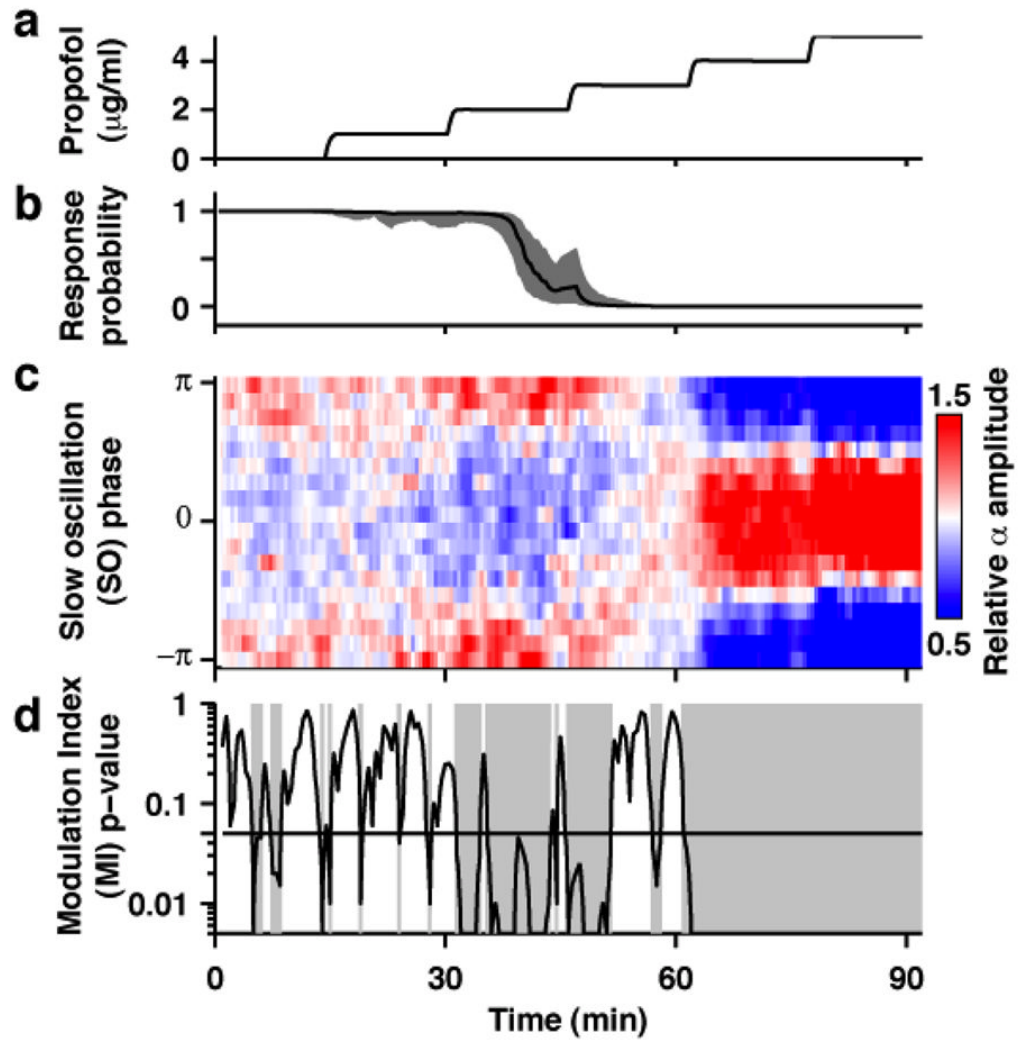 a
Propofol
(μg/ml)
4
2
0
b
Response
probability
1
0
c
Slow oscillation
(SO) phase
π
0
−π
1.5
0.5
Relative α amplitude
d
Modulation Index
(MI) p−value
1
0.1
0.01
0 30 60 90
Time (min)